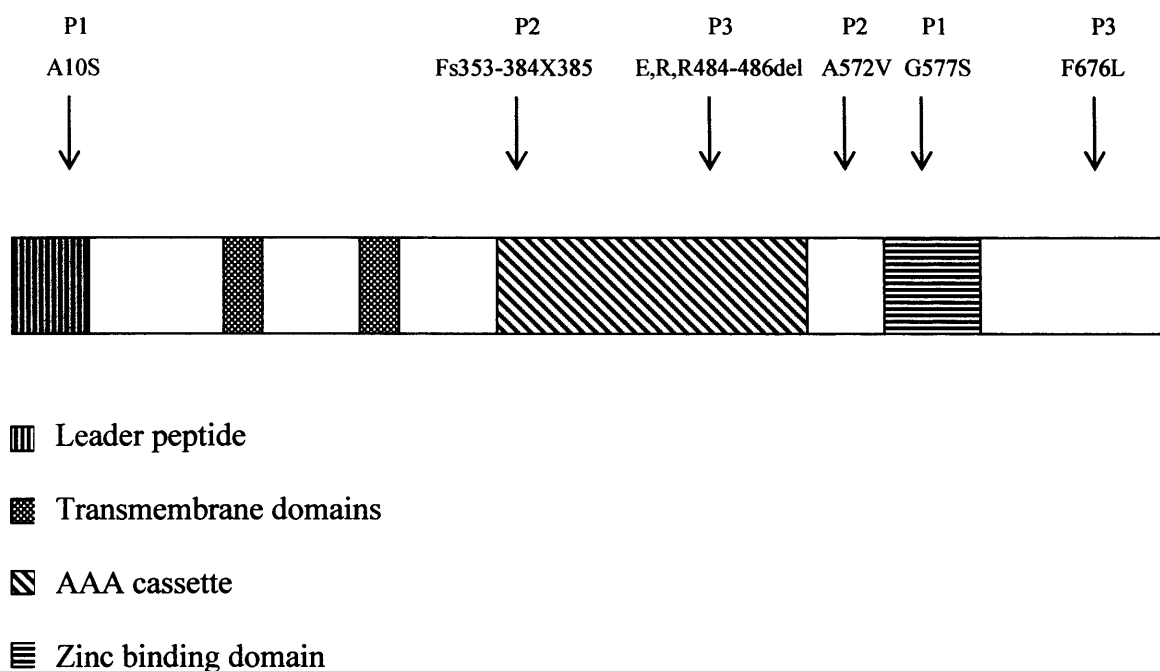 P1 P2 P3 P2 P1 P3
A10S Fs353-384X385 E,R,R484-486del A572V G577S F676L
Leader peptide
Transmembrane domains
AAA cassette
Zinc binding domain